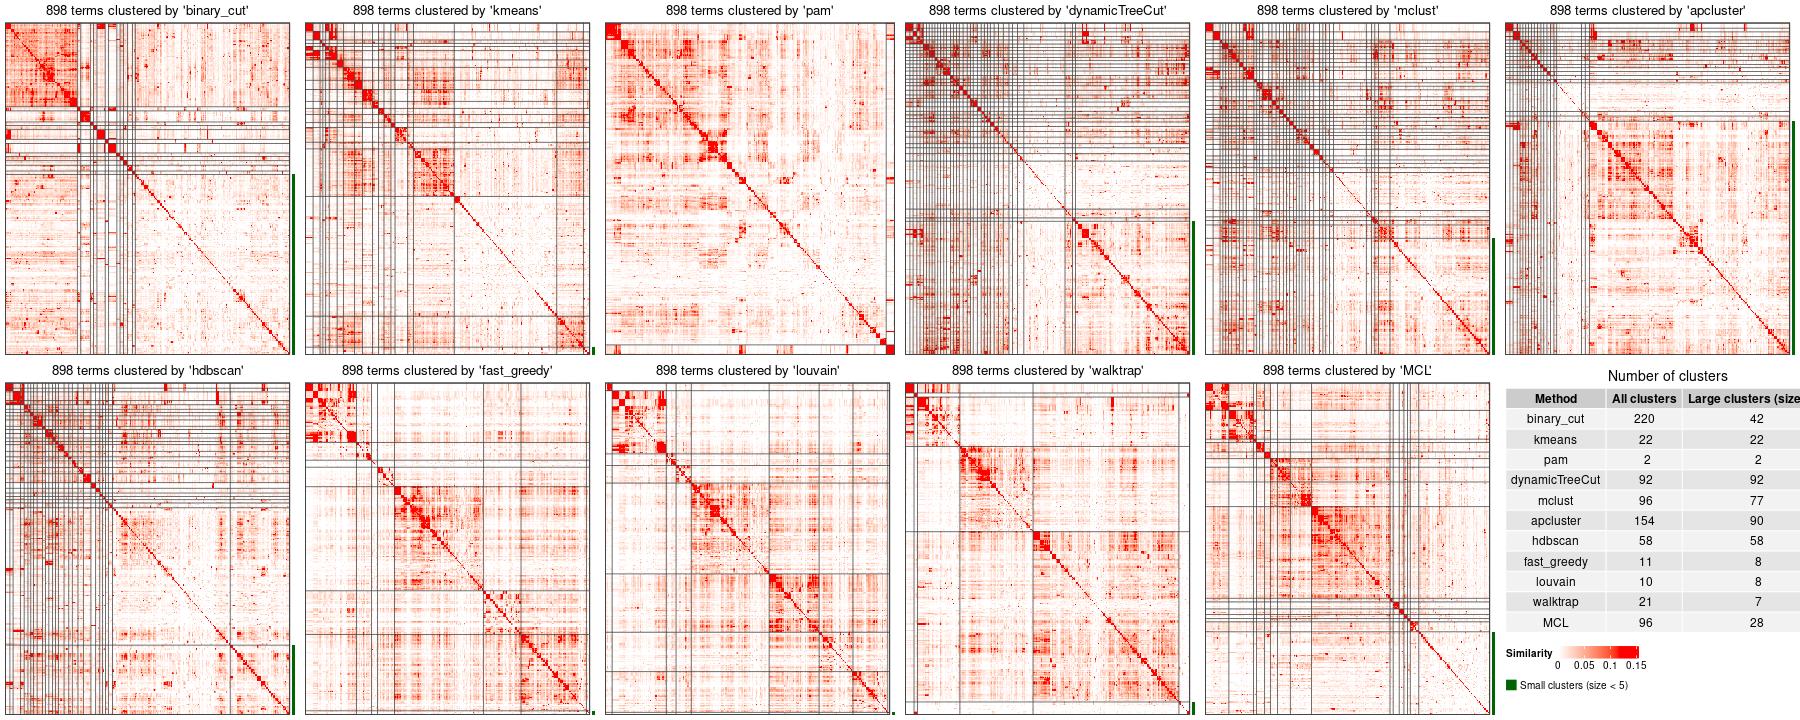 898 terms clustered by 'binary_cut'
898 terms clustered by 'kmeans'
898 terms clustered by 'pam'
898 terms clustered by 'dynamicTreeCut'
898 terms clustered by 'mclust'
898 terms clustered by 'apcluster'
898 terms clustered by 'hdbscan'
898 terms clustered by 'fast_greedy'
898 terms clustered by 'louvain'
898 terms clustered by 'walktrap'
898 terms clustered by 'MCL'
Number of clusters
Method All clusters Large clusters (size
binary_cut 220 42
kmeans 22 22
pam 2 2
dynamicTreeCut 92 92
mclust 96 77
apcluster 154 90
hdbscan 58 58
fast_greedy 11 8
louvain 10 8
walktrap 21 7
MCL 96 28
Similarity
0 0.05 0.1 0.15
Small clusters (size < 5)